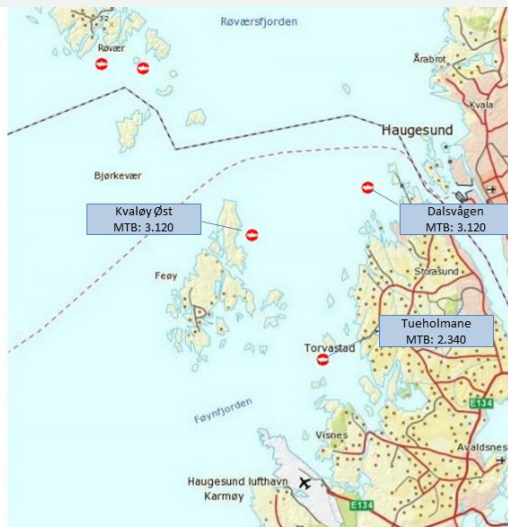 Røværsfjorden
Røvær
Årabrot
Kvala
Haugesund
Bjørkevær
Kvaløy Øst
MTB: 3.120
Dalsvågen
MTB: 3.120
Feøy
Storasund
Tueholmane
MTB: 2.340
Torvastad
Føynfjorden
E134
Visnes
Avaldsnes
Haugesund lufthavn
Karmøy
E134